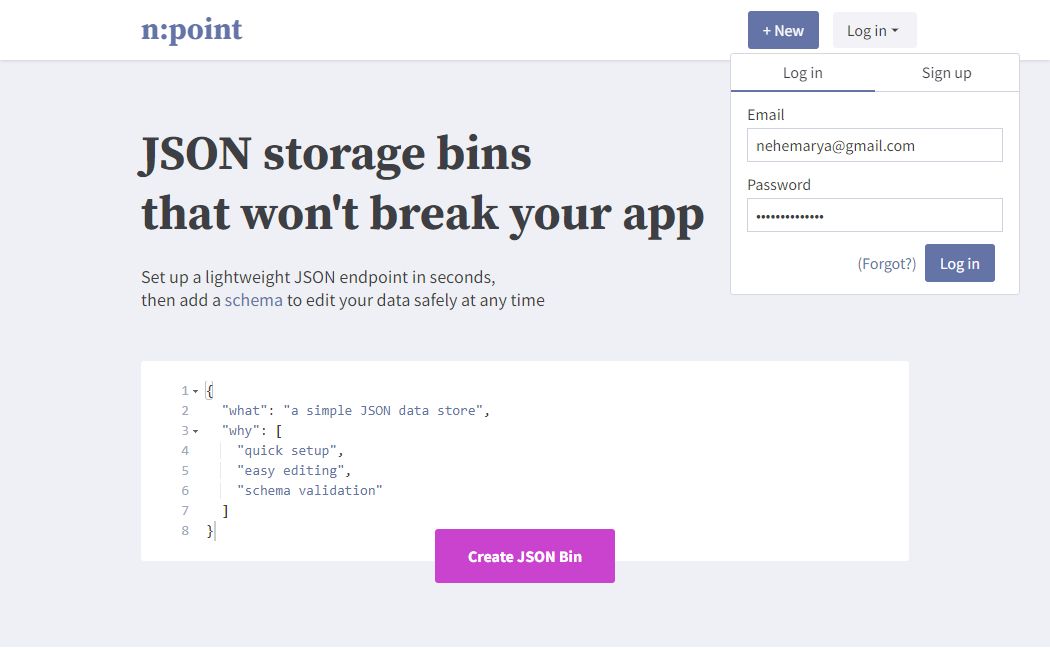 n:point
+ New
Log in
Log in
Sign up
Email
nehemarya@gmail.com
Password
••••••••••••••
(Forgot?)
Log in
JSON storage bins
that won't break your app
Set up a lightweight JSON endpoint in seconds,
then add a schema to edit your data safely at any time
1 {
2 "what": "a simple JSON data store",
3 "why": [
4 "quick setup",
5 "easy editing",
6 "schema validation"
7 ]
8 }
Create JSON Bin